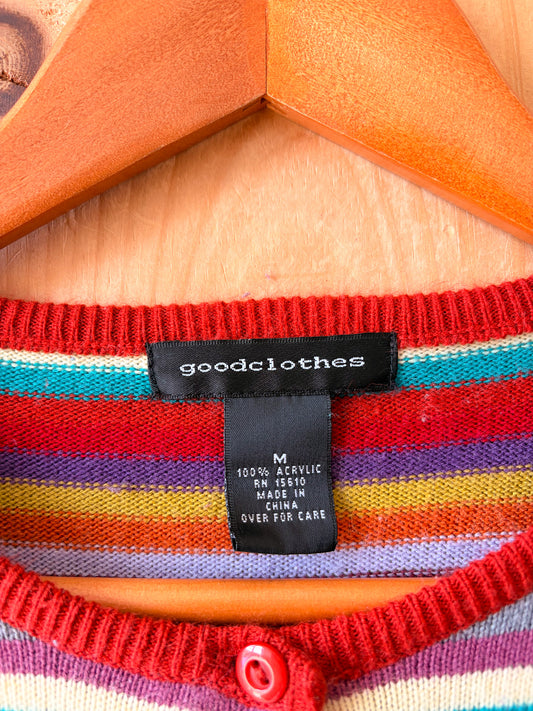 goodclothes
M
100% ACRYLIC
RN 15610
MADE IN
CHINA
OVER FOR CARE